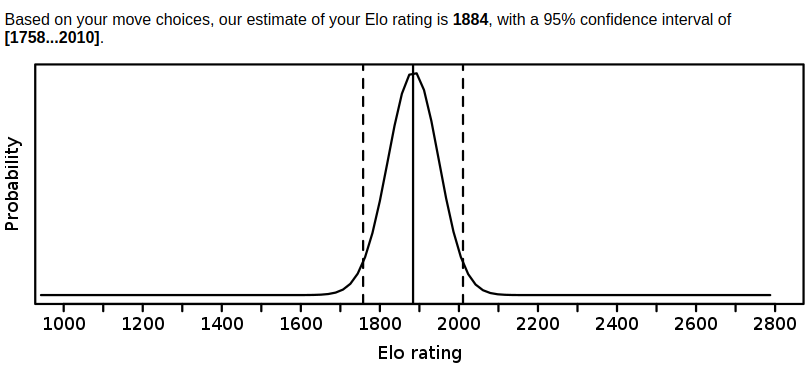 Based on your move choices, our estimate of your Elo rating is 1884, with a 95% confidence interval of
[1758...2010].
Probability
1000 1200 1400 1600 1800 2000 2200 2400 2600 2800
Elo rating